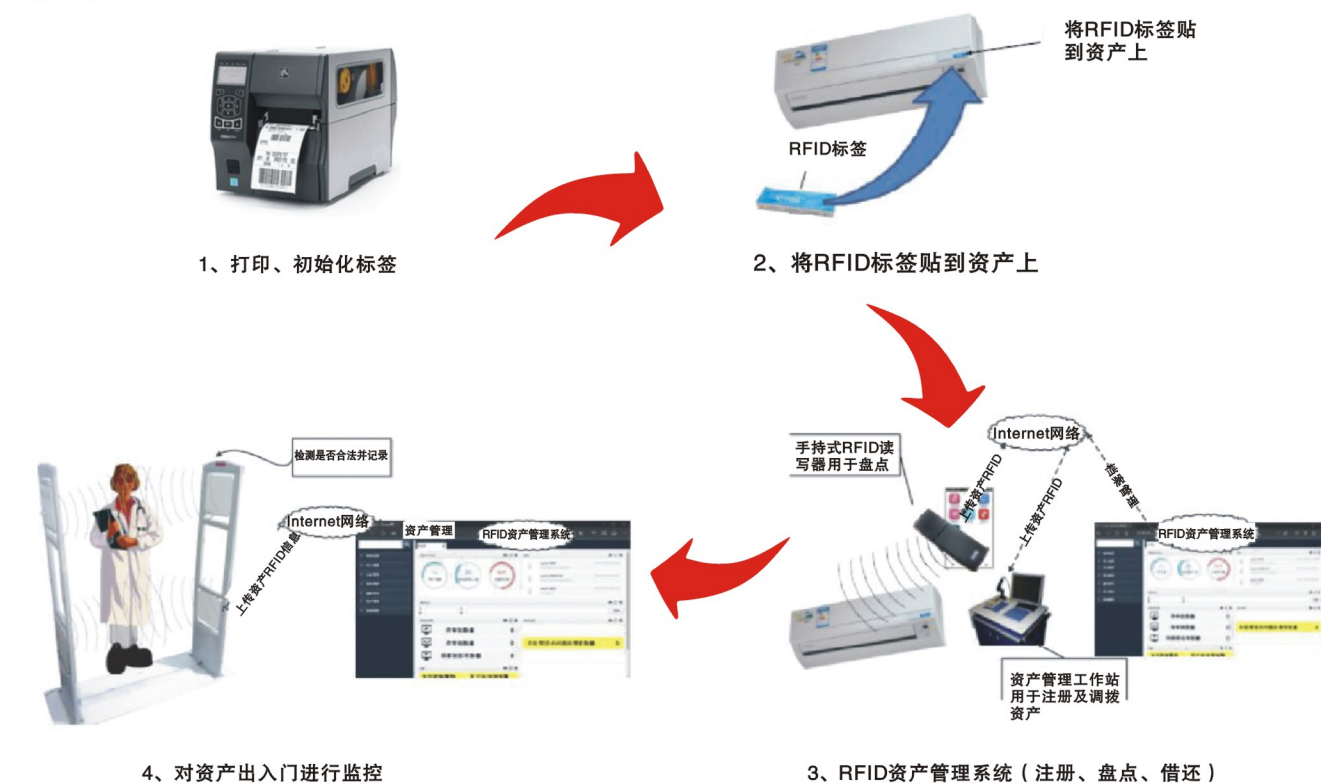 将RFID标签贴
到资产上
RFID标签
1、打印、初始化标签
2、将RFID标签贴到资产上
手持式RFID读
写器用于盘点
Internet网络
上传资产RFID
上传资产RFID
档案管理
RFID资产管理系统
资产管理工作站
用于注册及调拨
资产
3、RFID资产管理系统（注册、盘点、借还）
检测是否合法并记录
Internet网络
上传资产RFID信息
资产管理
RFID资产管理系统
4、对资产出入门进行监控